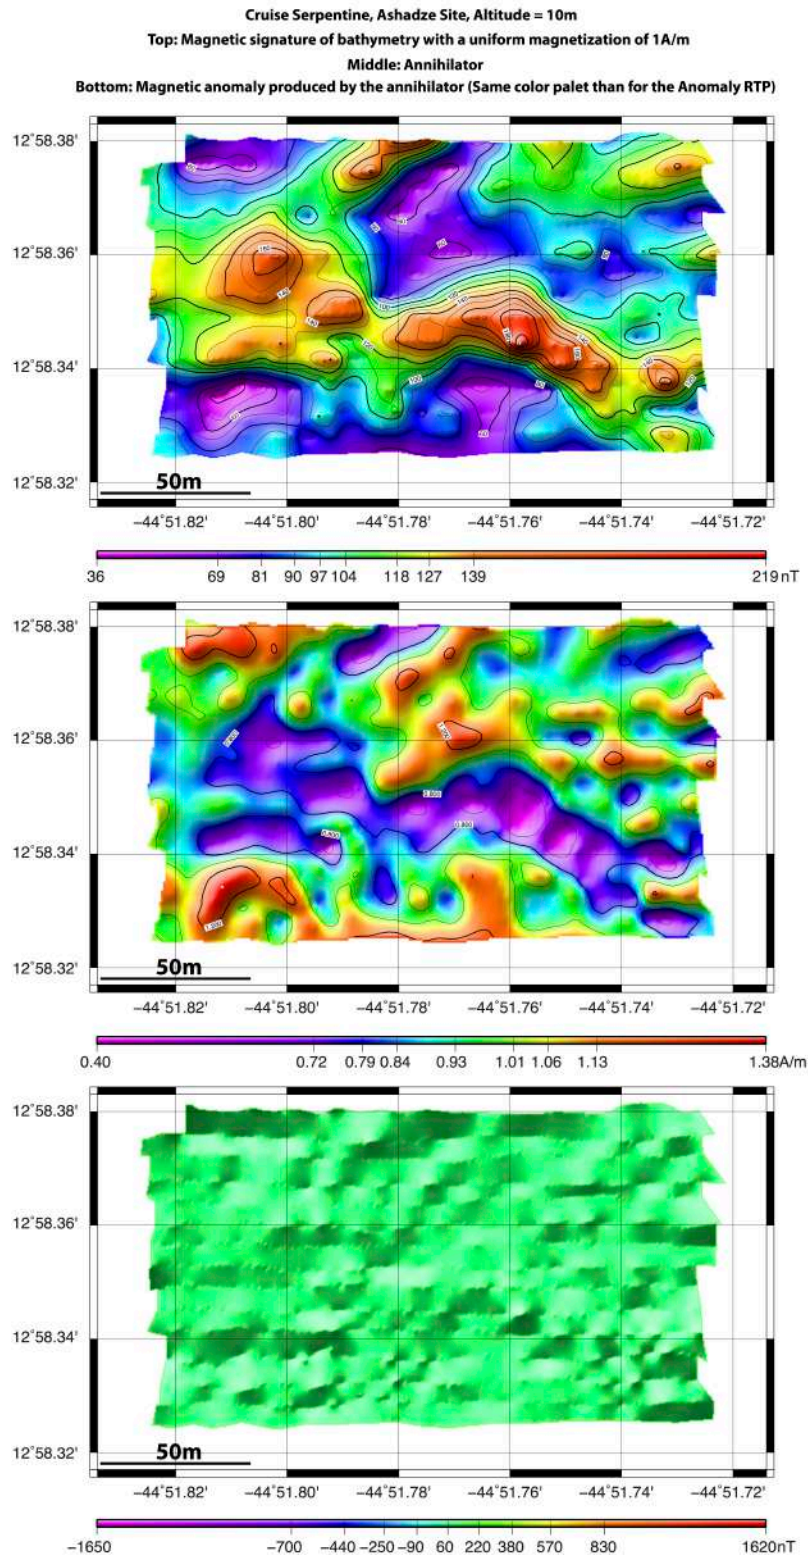 Cruise Serpentine, Ashadze Site, Altitude = 10m
Top: Magnetic signature of bathymetry with a uniform magnetization of 1A/m
Middle: Annihilator
Bottom: Magnetic anomaly produced by the annihilator (Same color palet than for the Anomaly RTP)
12˚58.38'
12˚58.36'
12˚58.34'
12˚58.32'
50m
−44˚51.82' −44˚51.80' −44˚51.78' −44˚51.76' −44˚51.74' −44˚51.72'
36 69 81 90 97 104 118 127 139 219 nT
12˚58.38'
12˚58.36'
12˚58.34'
12˚58.32'
50m
−44˚51.82' −44˚51.80' −44˚51.78' −44˚51.76' −44˚51.74' −44˚51.72'
0.40 0.72 0.79 0.84 0.93 1.01 1.06 1.13 1.38A/m
12˚58.38'
12˚58.36'
12˚58.34'
12˚58.32'
50m
−44˚51.82' −44˚51.80' −44˚51.78' −44˚51.76' −44˚51.74' −44˚51.72'
−1650 −700 −440 −250 −90 60 220 380 570 830 1620nT